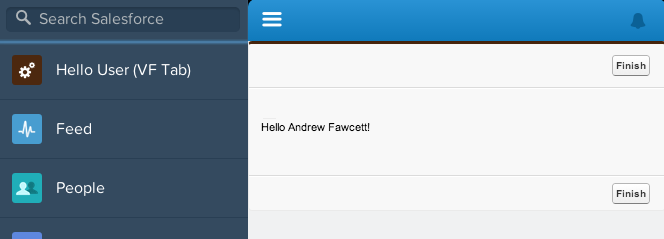 Search Salesforce
Hello User (VF Tab)
Feed
People
Finish
Hello Andrew Fawcett!
Finish